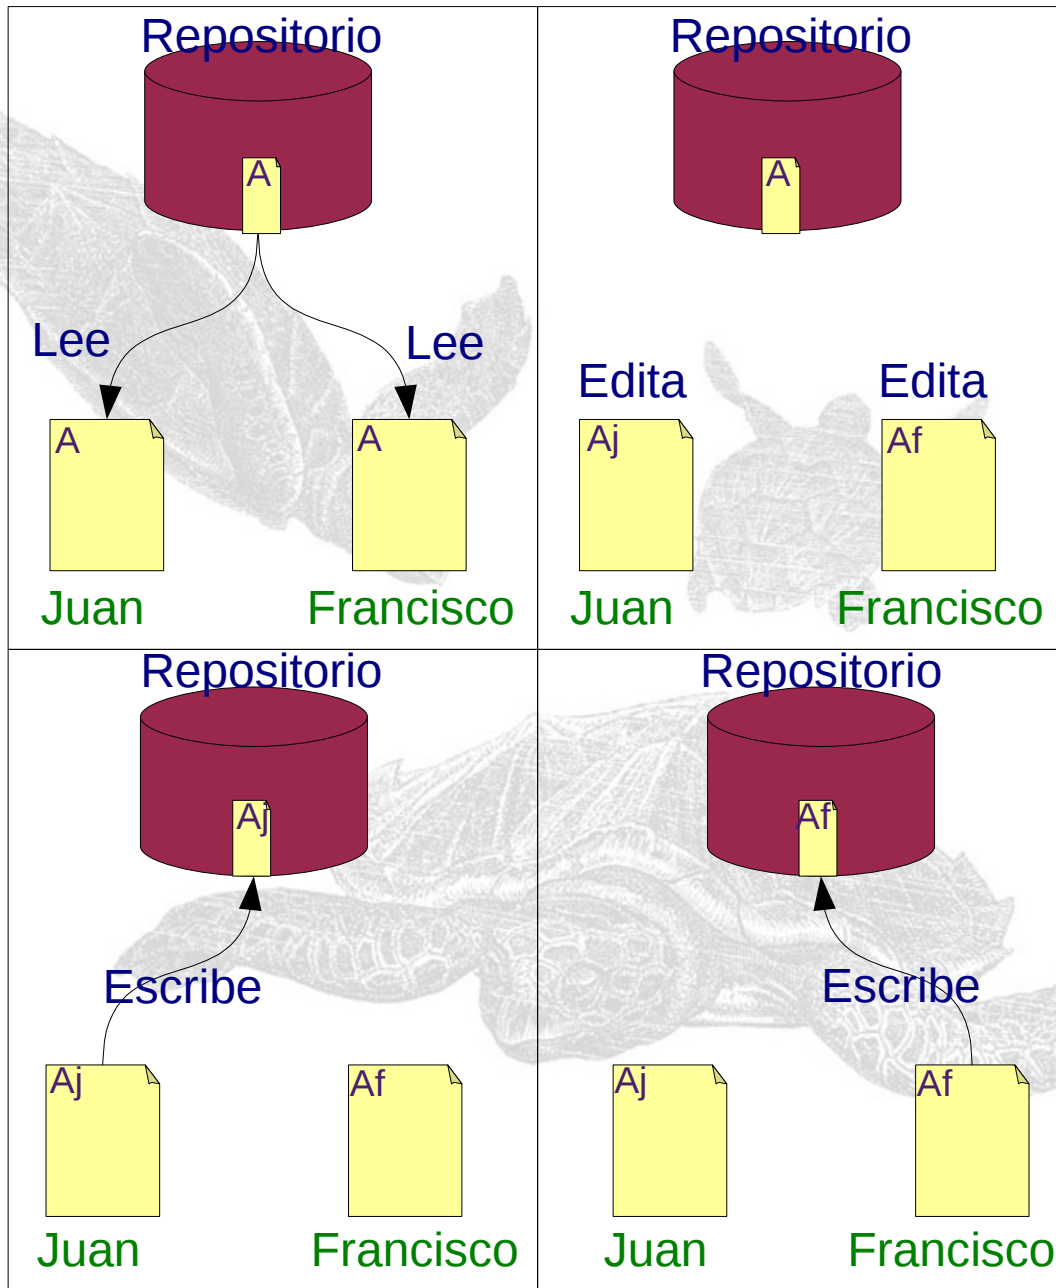 Repositorio
A
Lee
Lee
A
A
Juan
Francisco
Repositorio
A
Edita
Edita
Aj
Af
Juan
Francisco
Repositorio
Aj
Escribe
Aj
Af
Juan
Francisco
Repositorio
Af
Escribe
Aj
Af
Juan
Francisco